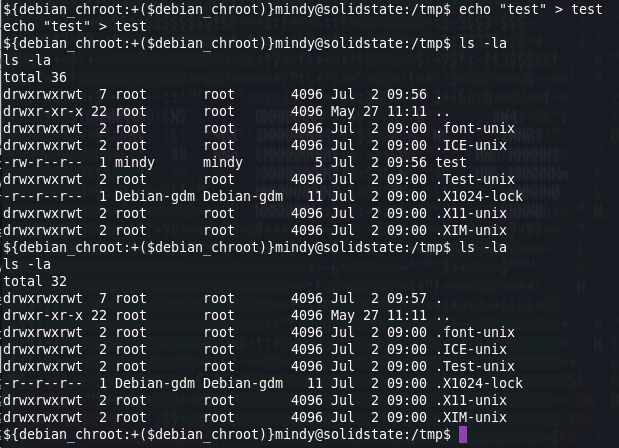 ${debian_chroot:+($debian_chroot)}mindy@solidstate:/tmp$ echo "test" > test
echo "test" > test
${debian_chroot:+($debian_chroot)}mindy@solidstate:/tmp$ ls -la
ls -la
total 36
drwxrwxrwt  7 root       root       4096 Jul  2 09:56 .
drwxr-xr-x 22 root       root       4096 May 27 11:11 ..
drwxrwxrwt  2 root       root       4096 Jul  2 09:00 .font-unix
drwxrwxrwt  2 root       root       4096 Jul  2 09:00 .ICE-unix
-rw-r--r--  1 mindy      mindy         5 Jul  2 09:56 test
drwxrwxrwt  2 root       root       4096 Jul  2 09:00 .Test-unix
-r--r--r--  1 Debian-gdm Debian-gdm   11 Jul  2 09:00 .X1024-lock
drwxrwxrwt  2 root       root       4096 Jul  2 09:00 .X11-unix
drwxrwxrwt  2 root       root       4096 Jul  2 09:00 .XIM-unix
${debian_chroot:+($debian_chroot)}mindy@solidstate:/tmp$ ls -la
ls -la
total 32
drwxrwxrwt  7 root       root       4096 Jul  2 09:57 .
drwxr-xr-x 22 root       root       4096 May 27 11:11 ..
drwxrwxrwt  2 root       root       4096 Jul  2 09:00 .font-unix
drwxrwxrwt  2 root       root       4096 Jul  2 09:00 .ICE-unix
drwxrwxrwt  2 root       root       4096 Jul  2 09:00 .Test-unix
-r--r--r--  1 Debian-gdm Debian-gdm   11 Jul  2 09:00 .X1024-lock
drwxrwxrwt  2 root       root       4096 Jul  2 09:00 .X11-unix
drwxrwxrwt  2 root       root       4096 Jul  2 09:00 .XIM-unix
${debian_chroot:+($debian_chroot)}mindy@solidstate:/tmp$